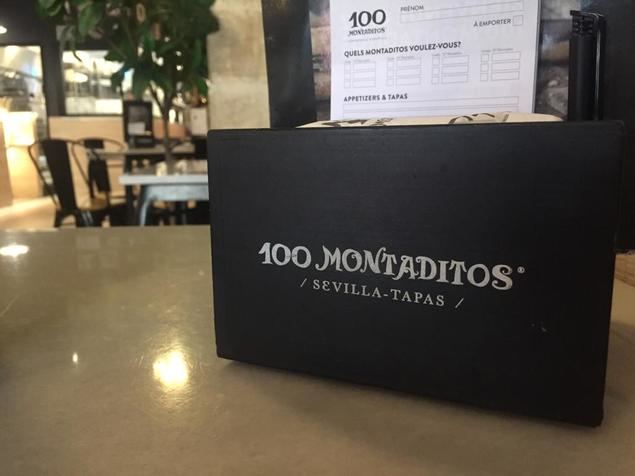 100
MONTADITOS
PRÉNOM
À EMPORTER
QUELS MONTADITOS VOULEZ-VOUS?
APPETIZERS & TAPAS
100 MONTADITOS®
/ SEVILLA-TAPAS /